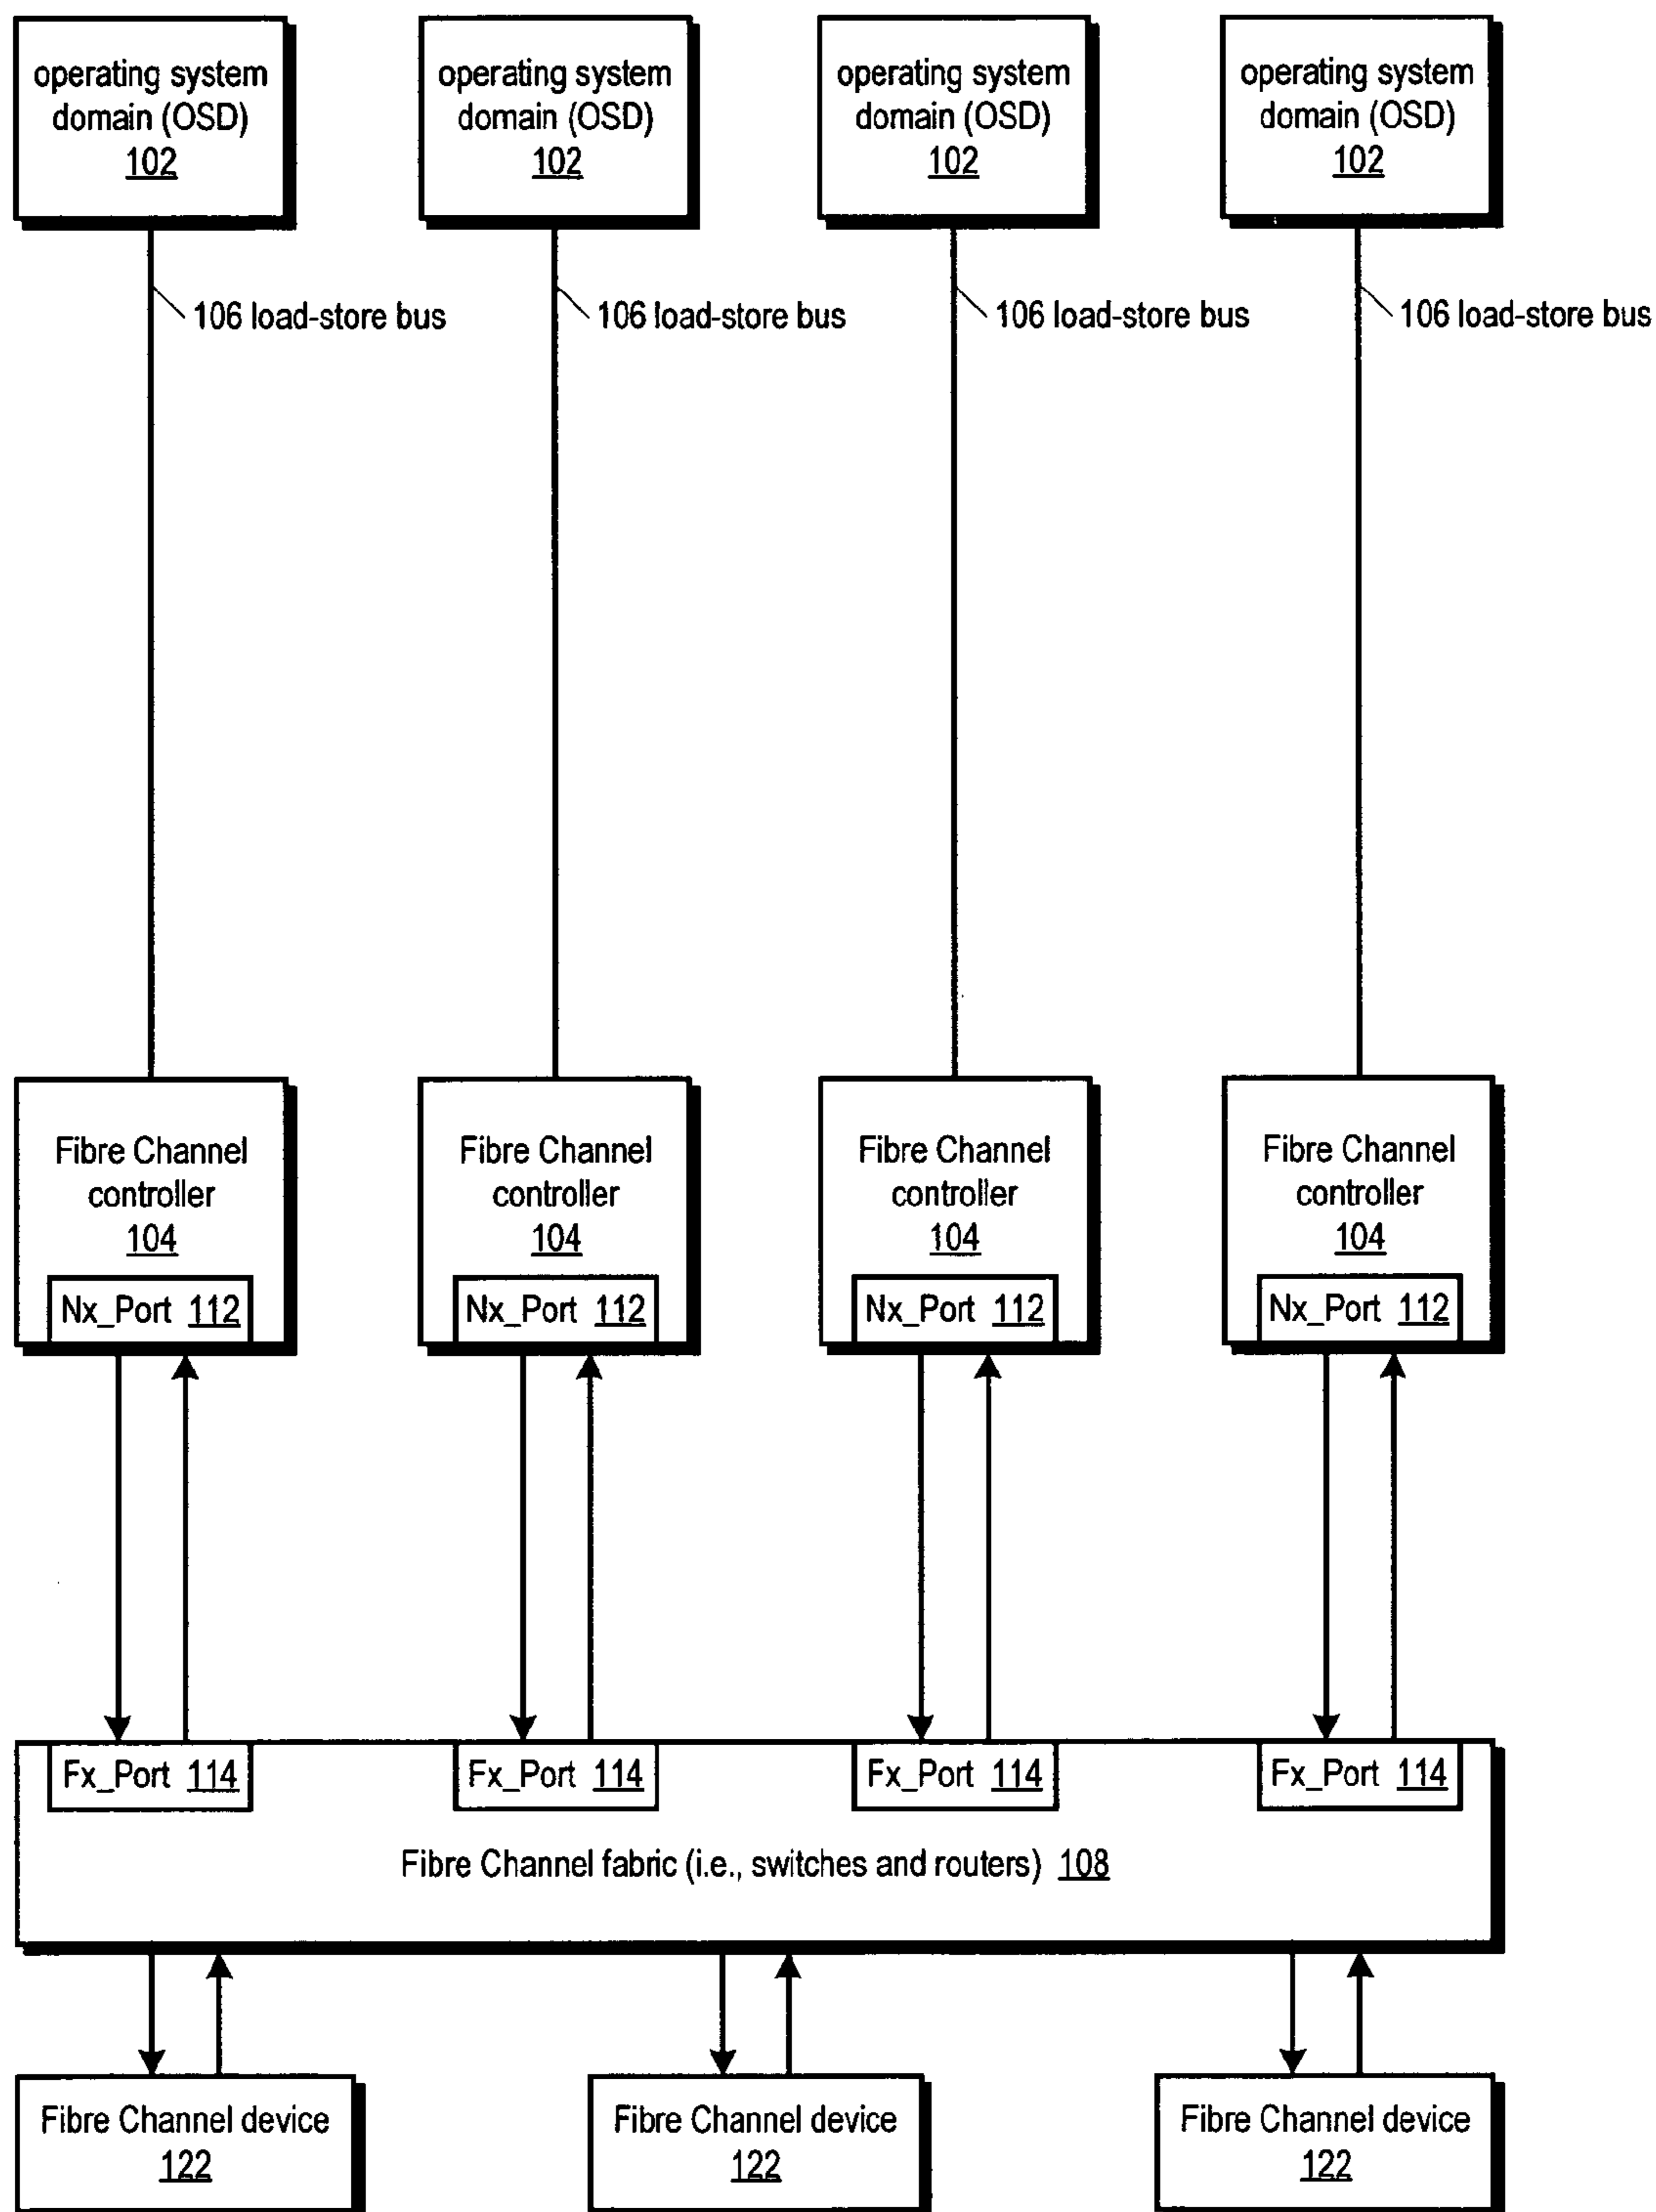 operating system
domain (OSD)
102
operating system
domain (OSD)
102
operating system
domain (OSD)
102
operating system
domain (OSD)
102
106 load-store bus
106 load-store bus
106 load-store bus
106 load-store bus
Fibre Channel
controller
104
Nx_Port 112
Fibre Channel
controller
104
Nx_Port 112
Fibre Channel
controller
104
Nx_Port 112
Fibre Channel
controller
104
Nx_Port 112
Fx_Port 114
Fx_Port 114
Fx_Port 114
Fx_Port 114
Fibre Channel fabric (i.e., switches and routers) 108
Fibre Channel device
122
Fibre Channel device
122
Fibre Channel device
122